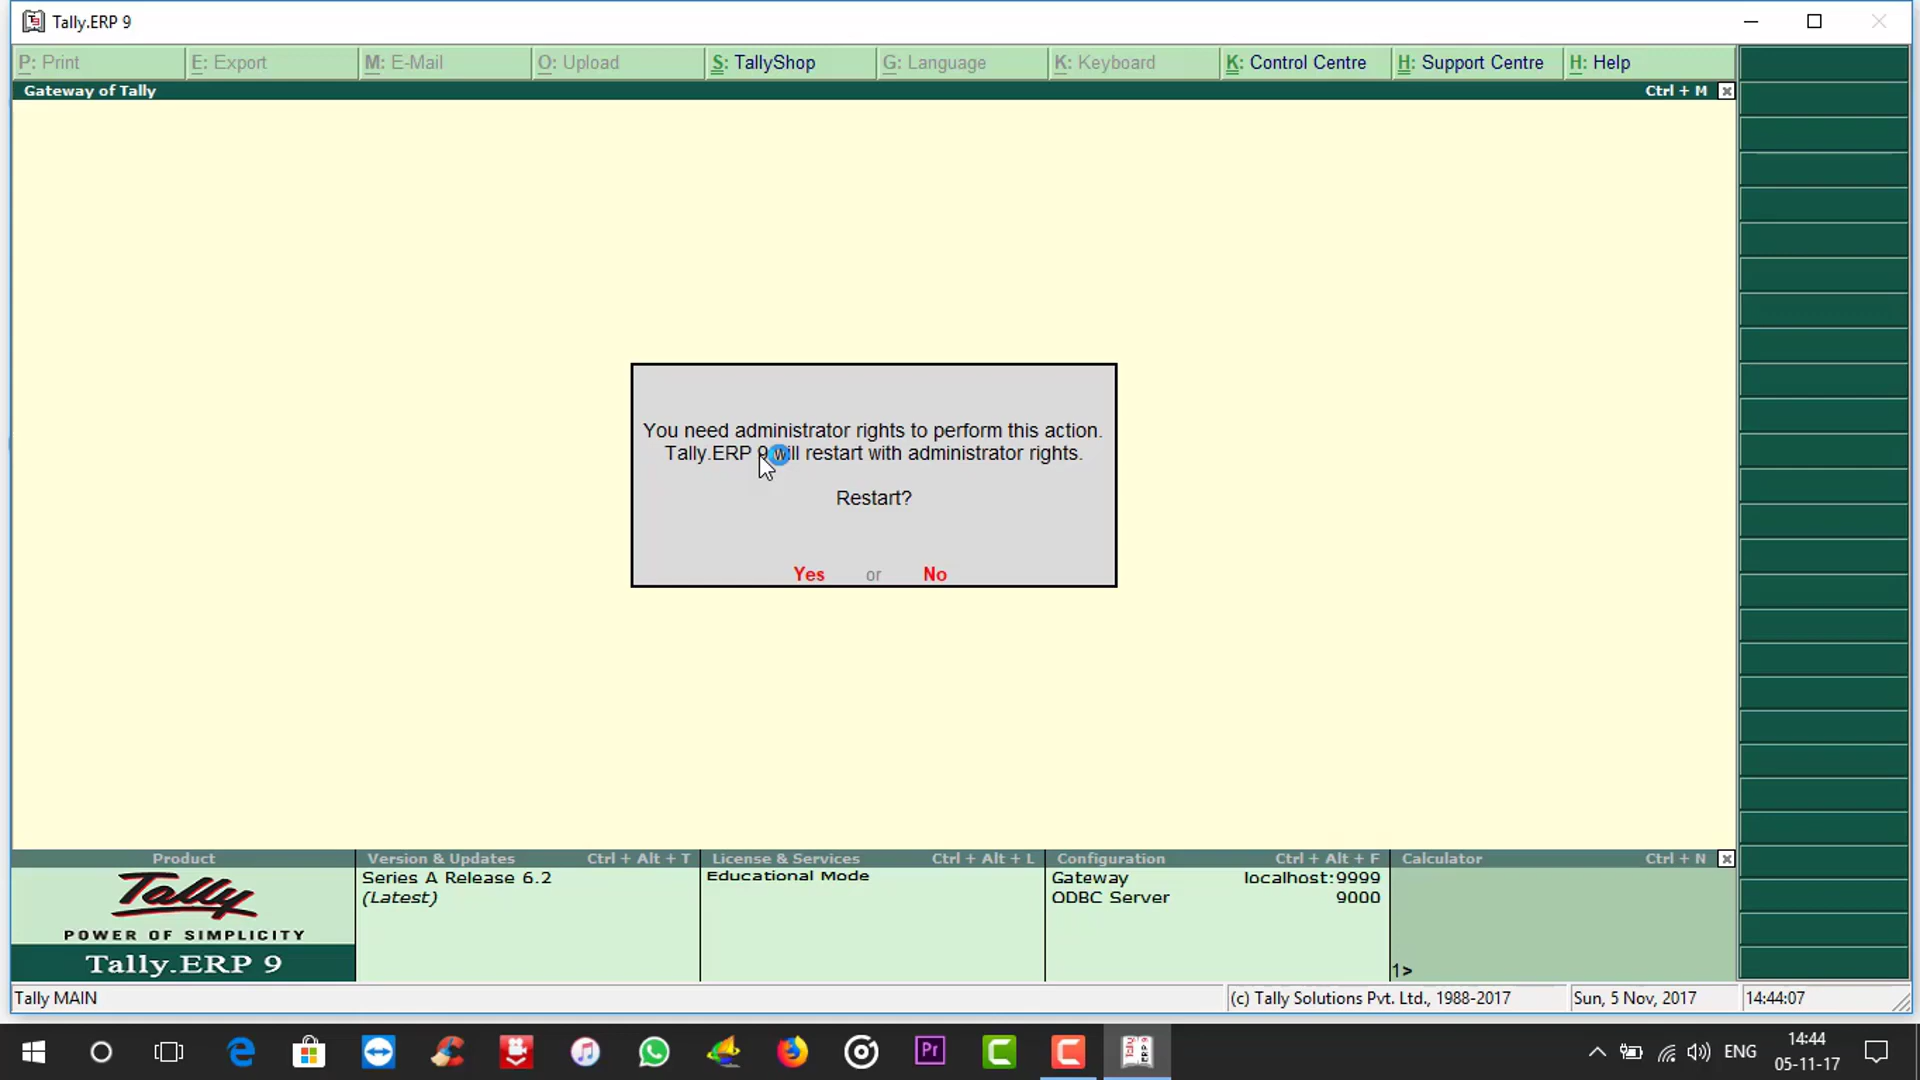 Tally.ERP 9
P: Print
E: Export
M: E-Mail
O: Upload
S: TallyShop
G: Language
K: Keyboard
K: Control Centre
H: Support Centre
H: Help
Gateway of Tally
Ctrl + M
You need administrator rights to perform this action.
Tally.ERP 9 will restart with administrator rights.
Restart?
Yes or No
Product
Tally
POWER OF SIMPLICITY
Tally.ERP 9
Version & Updates Ctrl + Alt + T
Series A Release 6.2
(Latest)
License & Services Ctrl + Alt + L
Educational Mode
Configuration Ctrl + Alt + F
Gateway localhost:9999
ODBC Server 9000
Calculator Ctrl + N
1>
Tally MAIN
(c) Tally Solutions Pvt. Ltd., 1988-2017
Sun, 5 Nov, 2017
14:44:07
Pr
ENG
14:44
05-11-17